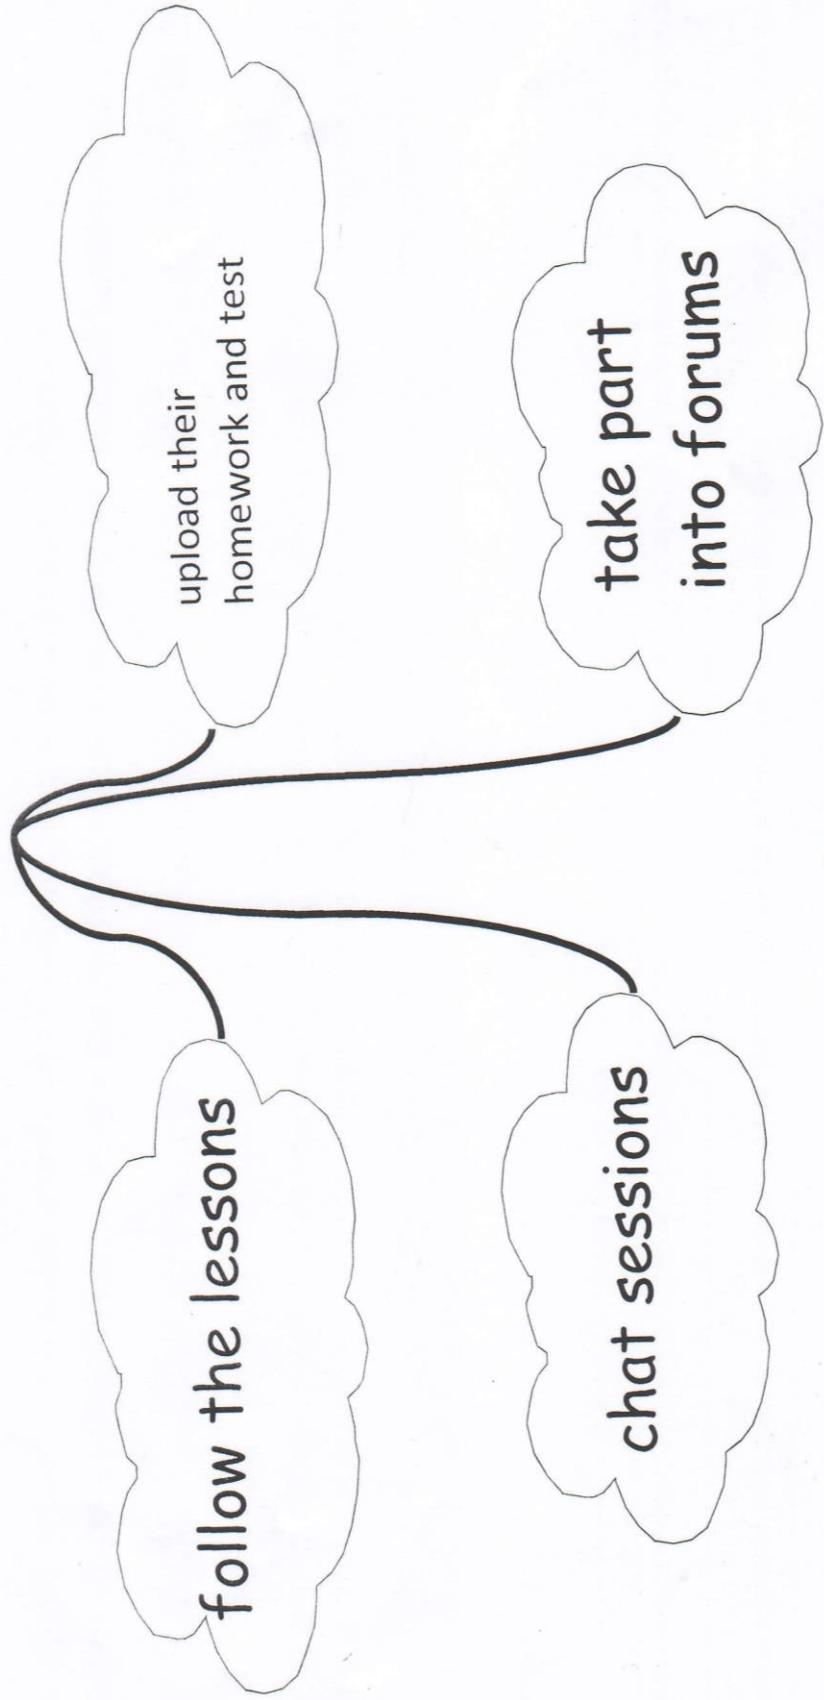 follow the lessons
upload their
homework and test
chat sessions
take part
into forums